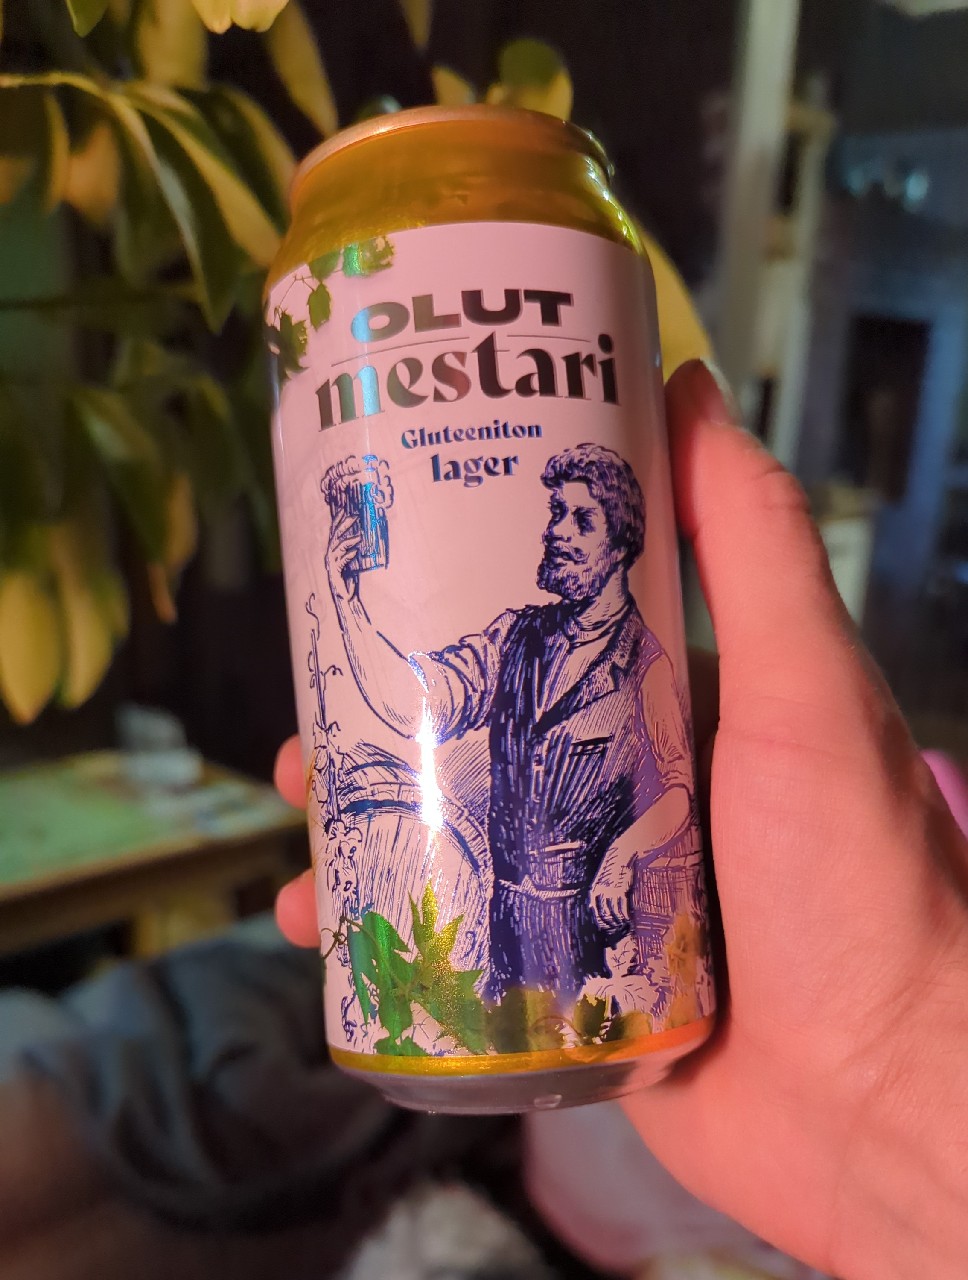 OLUT
mestari
Gluteeniton
lager